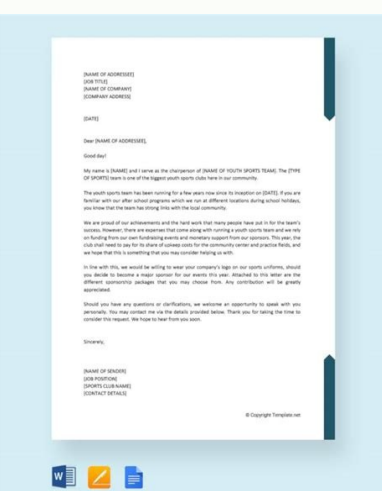 [NAME OF ADDRESSEE]
[JOB TITLE]
[NAME OF COMPANY]
[COMPANY ADDRESS]
[DATE]
Dear [NAME OF ADDRESSEE],
Good day!
My name is [NAME] and I serve as the chairperson of [NAME OF YOUTH SPORTS TEAM]. The [TYPE
OF SPORTS] team is one of the biggest youth sports clubs here in our community.
The youth sports team has been running for a few years now since its inception on [DATE]. If you are
familiar with our after school programs which we run at different locations during school holidays,
you know that the team has strong links with the local community.
We are proud of our achievements and the hard work that many people have put in for the team's
success. However, there are expenses that come along with running a youth sports team and we rely
on funding from our own fundraising events and monetary support from our sponsors. This year, the
club shall need to pay for its share of upkeep costs for the community center and practice fields, and
we hope that this is something that you may consider helping us with.
In line with this, we would be willing to wear your company's logo on our sports uniforms, should
you decide to become a major sponsor for our events this year. Attached to this letter are the
different sponsorship packages that you may choose from. Any contribution will be greatly
appreciated.
Should you have any questions or clarifications, we welcome an opportunity to speak with you
personally. You may contact me via the details provided below. Thank you for taking the time to
consider this request. We hope to hear from you soon.
Sincerely,
[NAME OF SENDER]
[JOB POSITION]
[SPORTS CLUB NAME]
[CONTACT DETAILS]
© Copyright Template.net
W